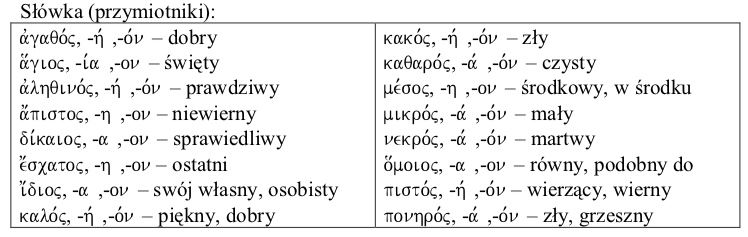 Słówka (przymiotniki):
ἀγαθός, -ή ,-όν – dobry
ἅγιος, -ία ,-ον – święty
ἀληθινός, -ή ,-όν – prawdziwy
ἄπιστος, -η ,-ον – niewierny
δίκαιος, -α ,-ον – sprawiedliwy
ἔσχατος, -η ,-ον – ostatni
ἴδιος, -α ,-ον – swój własny, osobisty
καλός, -ή ,-όν – piękny, dobry
κακός, -ή ,-όν – zły
καθαρός, -ά ,-όν – czysty
μέσος, -η ,-ον – środkowy, w środku
μικρός, -ά ,-όν – mały
νεκρός, -ά ,-όν – martwy
ὅμοιος, -α ,-ον – równy, podobny do
πιστός, -ή ,-όν – wierzący, wierny
πονηρός, -ά ,-όν – zły, grzeszny